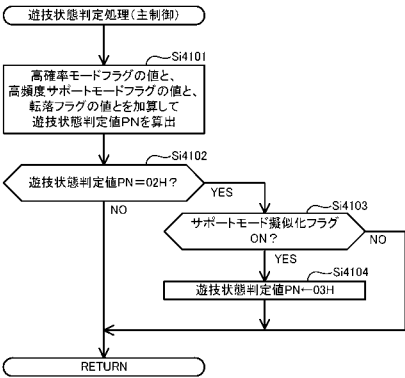 遊技状態判定処理(主制御)
Si4101
高確率モードフラグの値と、
高頻度サポートモードフラグの値と、
転落フラグの値とを加算して
遊技状態判定値PNを算出
Si4102
遊技状態判定値PN=02H?
YES
NO
Si4103
サポートモード擬似化フラグ
ON?
NO
YES
Si4104
遊技状態判定値PN←03H
RETURN